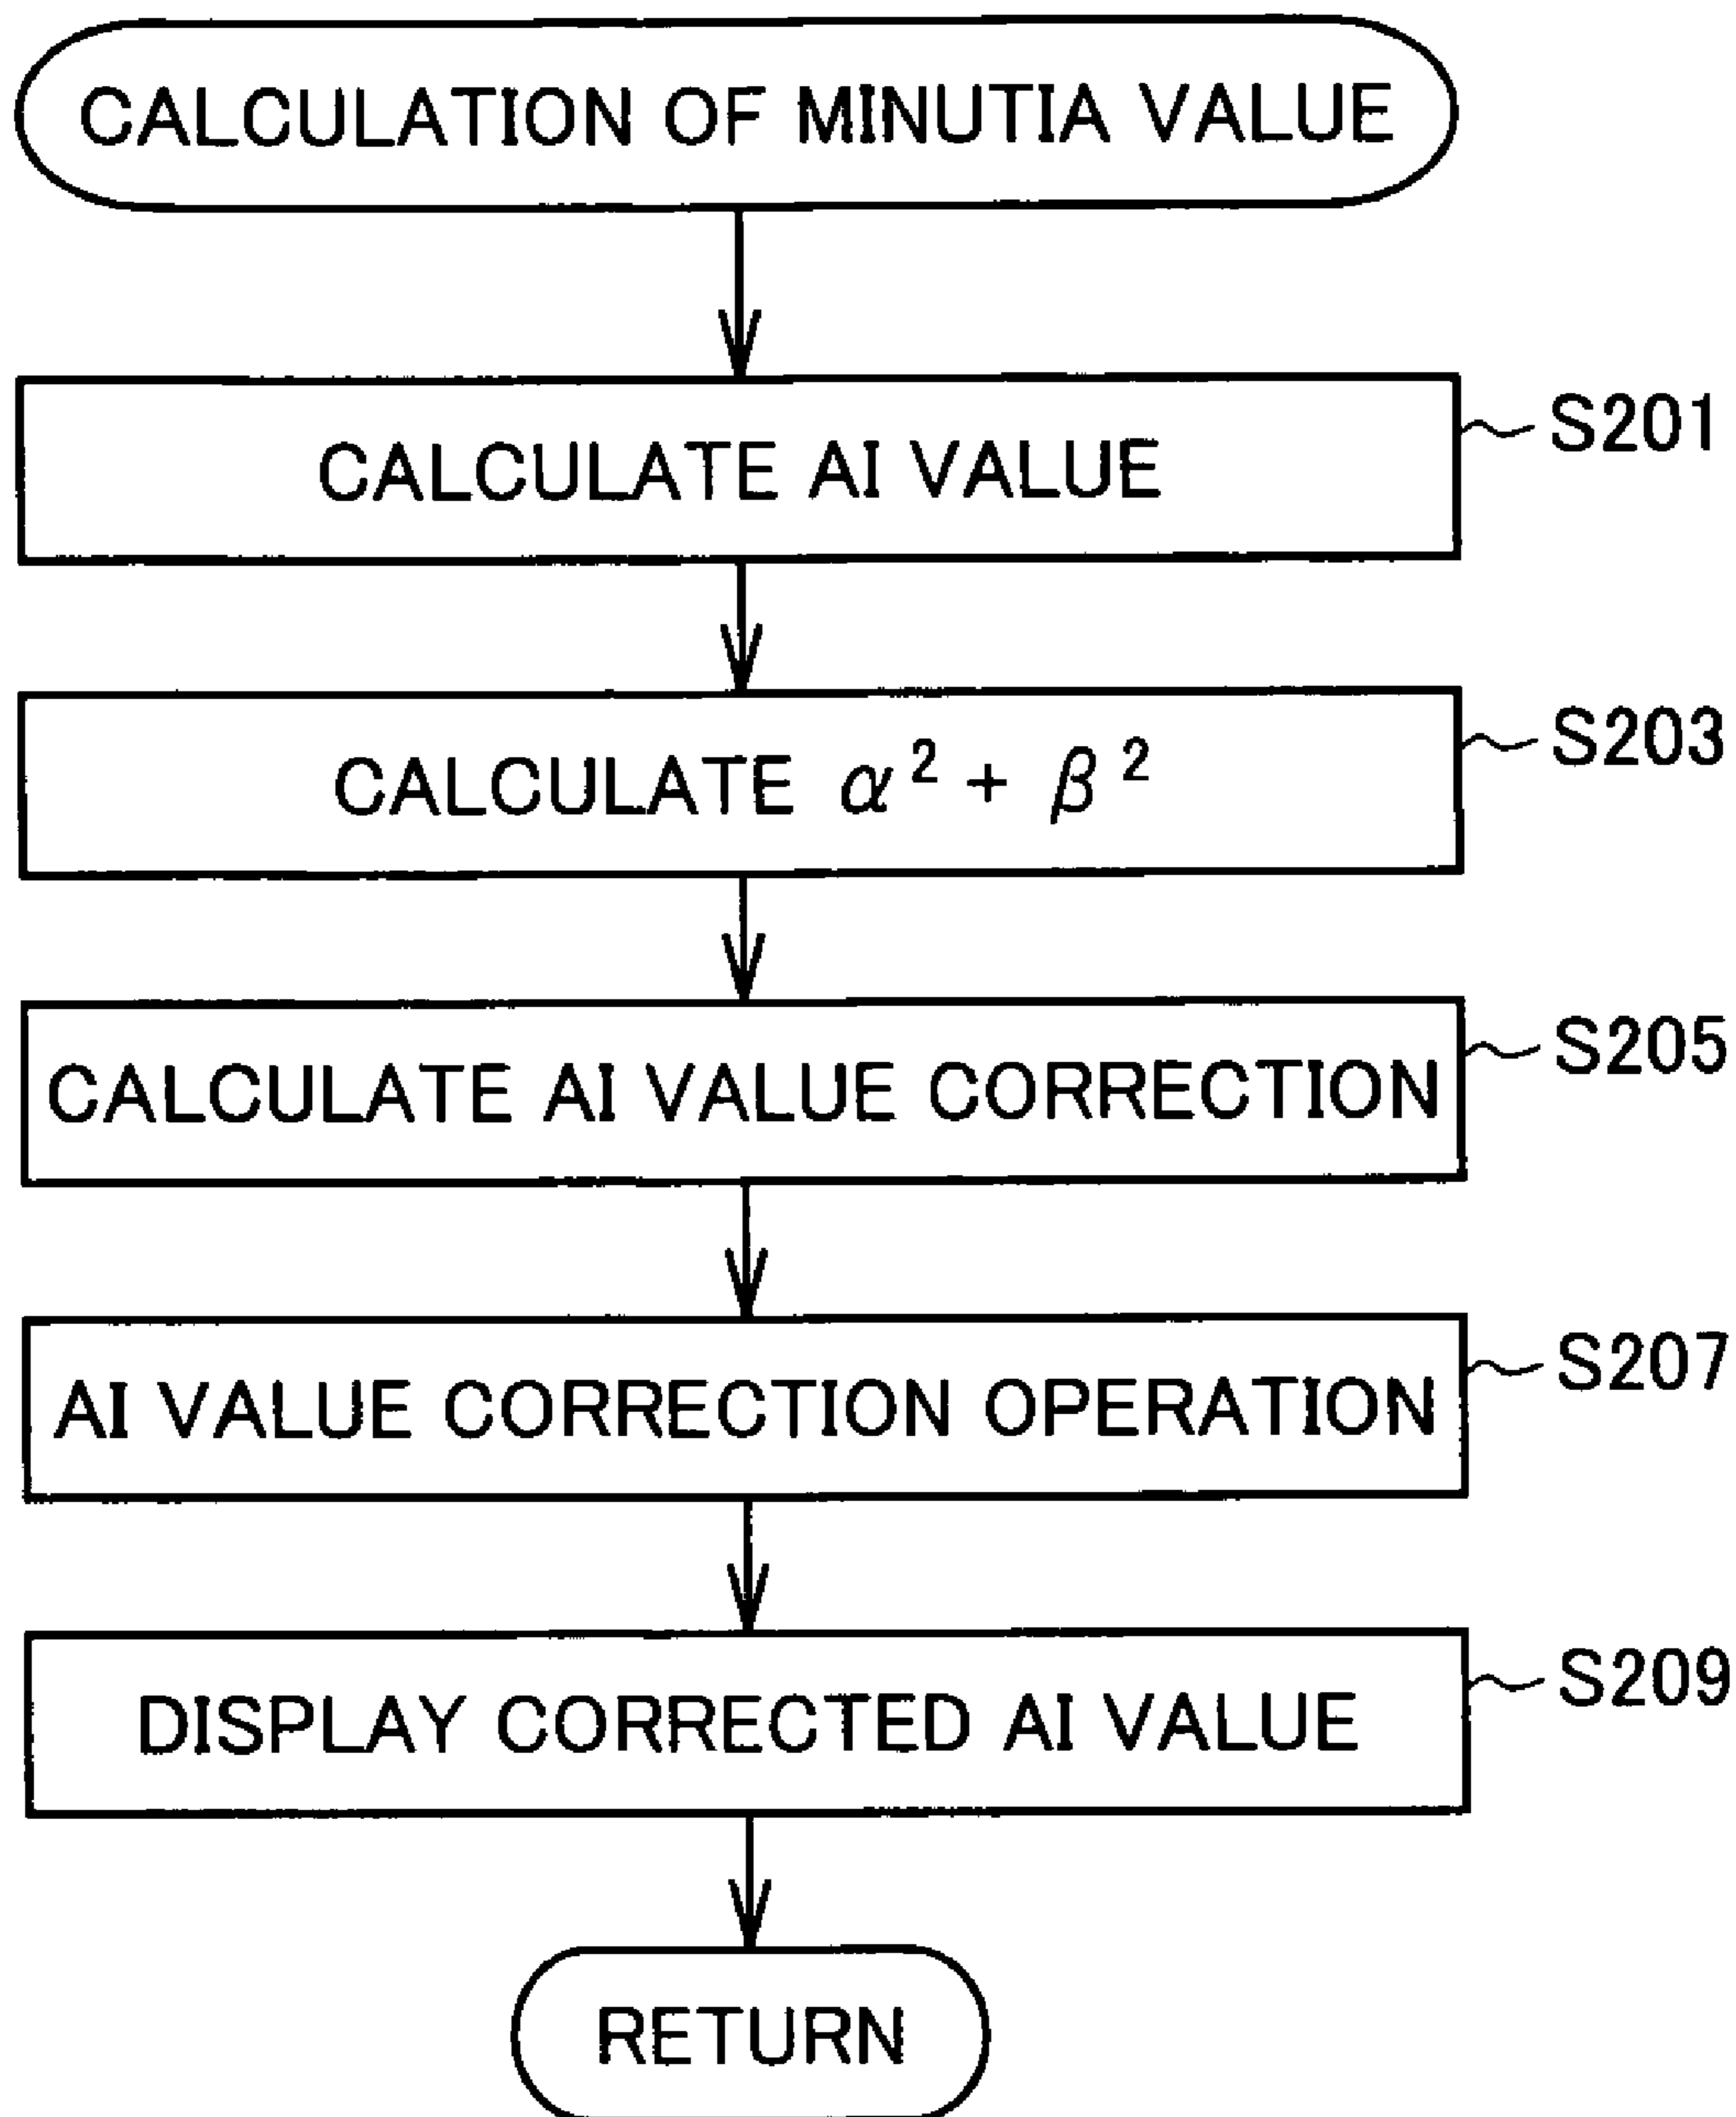 CALCULATION OF MINUTIA VALUE
CALCULATE AI VALUE
S201
CALCULATE α² + β²
S203
CALCULATE AI VALUE CORRECTION
S205
AI VALUE CORRECTION OPERATION
S207
DISPLAY CORRECTED AI VALUE
S209
RETURN